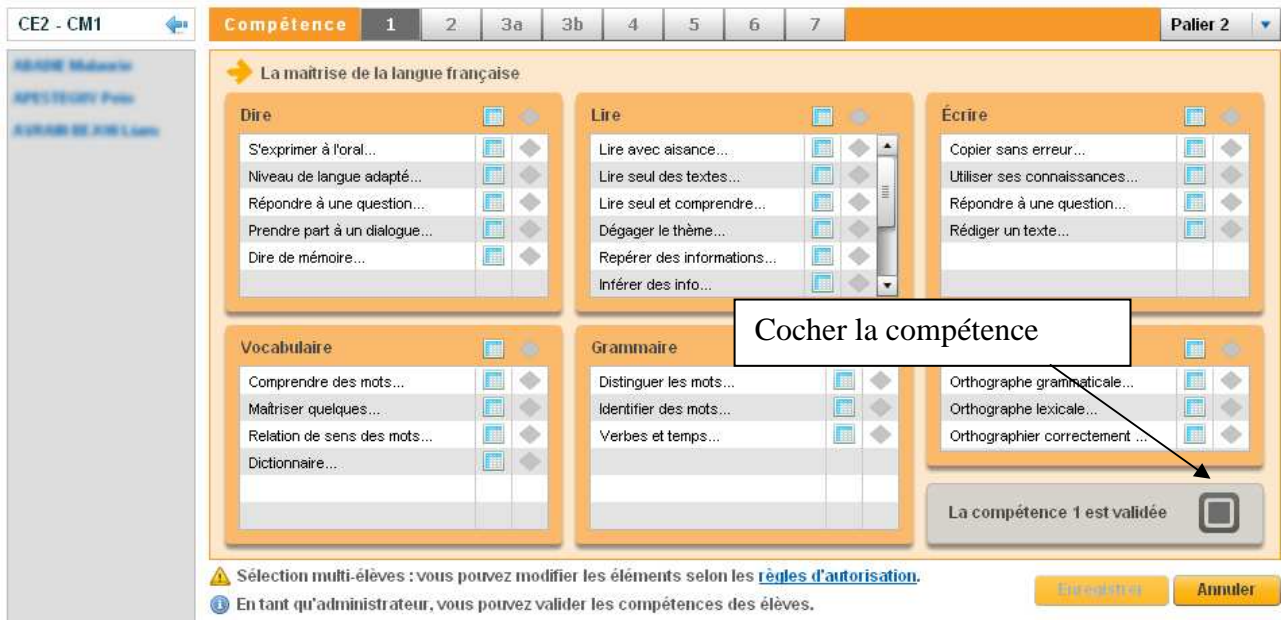 CE2 - CM1
Compétence 1 2 3a 3b 4 5 6 7
Palier 2
La maîtrise de la langue française
Dire
S'exprimer à l'oral...
Niveau de langue adapté...
Répondre à une question...
Prendre part à un dialogue...
Dire de mémoire...
Lire
Lire avec aisance...
Lire seul des textes...
Lire seul et comprendre...
Dégager le thème...
Repérer des informations...
Inférer des info...
Écrire
Copier sans erreur...
Utiliser ses connaissances...
Répondre à une question...
Rédiger un texte...
Cocher la compétence
Vocabulaire
Comprendre des mots...
Maîtriser quelques...
Relation de sens des mots...
Dictionnaire...
Grammaire
Distinguer les mots...
Identifier des mots...
Verbes et temps...
Orthographe grammaticale...
Orthographe lexicale...
Orthographier correctement ...
La compétence 1 est validée
Sélection multi-élèves : vous pouvez modifier les éléments selon les règles d'autorisation.
En tant qu'administrateur, vous pouvez valider les compétences des élèves.
Enregistrer
Annuler